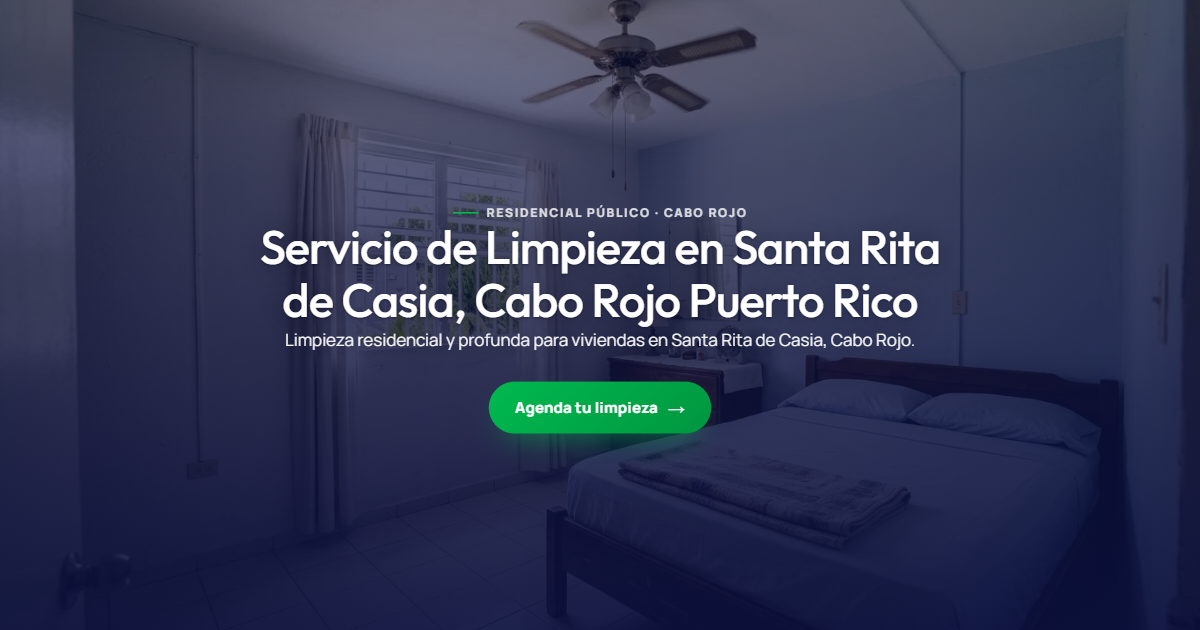 RESIDENCIAL PÚBLICO · CABO ROJO
Servicio de Limpieza en Santa Rita
de Casia, Cabo Rojo Puerto Rico
Limpieza residencial y profunda para viviendas en Santa Rita de Casia, Cabo Rojo.
Agenda tu limpieza →